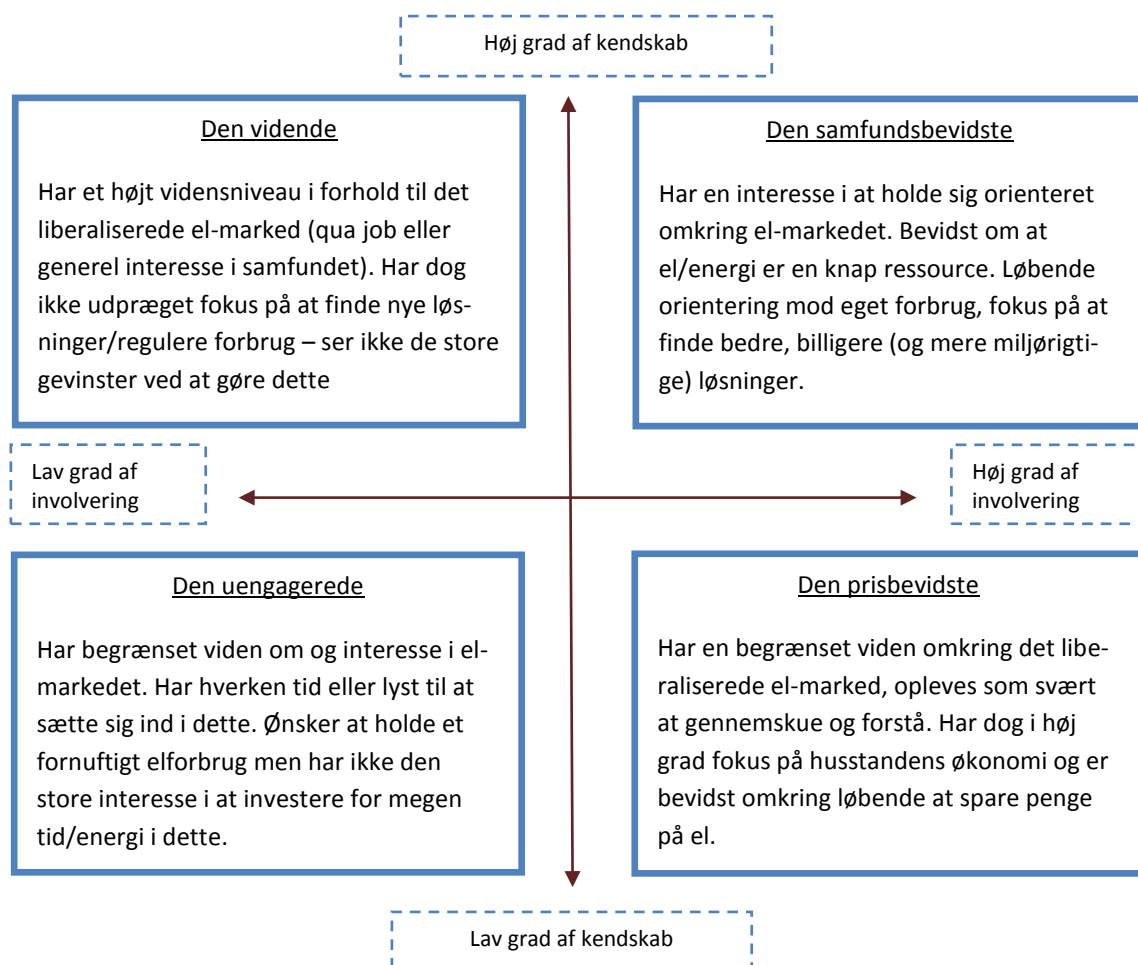 Høj grad af kendskab
Den vidende
Har et højt vidensniveau i forhold til det
liberaliserede el-marked (qua job eller
generel interesse i samfundet). Har dog
ikke udpræget fokus på at finde nye løs-
ninger/regulere forbrug – ser ikke de store
gevinster ved at gøre dette
Den samfundsbevidste
Har en interesse i at holde sig orienteret
omkring el-markedet. Bevidst om at
el/energi er en knap ressource. Løbende
orientering mod eget forbrug, fokus på at
finde bedre, billigere (og mere miljørigti-
ge) løsninger.
Lav grad af
involvering
Høj grad af
involvering
Den uengagerede
Har begrænset viden om og interesse i el-
markedet. Har hverken tid eller lyst til at
sætte sig ind i dette. Ønsker at holde et
fornuftigt elforbrug men har ikke den
store interesse i at investere for megen
tid/energi i dette.
Den prisbevidste
Har en begrænset viden omkring det libe-
raliserede el-marked, opleves som svært
at gennemskue og forstå. Har dog i høj
grad fokus på husstandens økonomi og er
bevidst omkring løbende at spare penge
på el.
Lav grad af kendskab